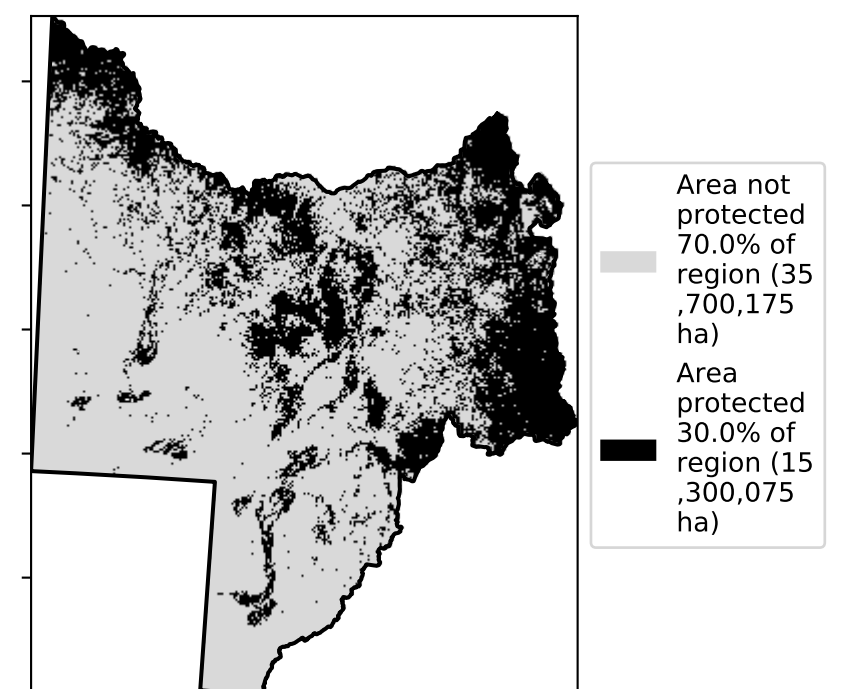 Area not
protected
70.0% of
region (35
,700,175
ha)
Area
protected
30.0% of
region (15
,300,075
ha)